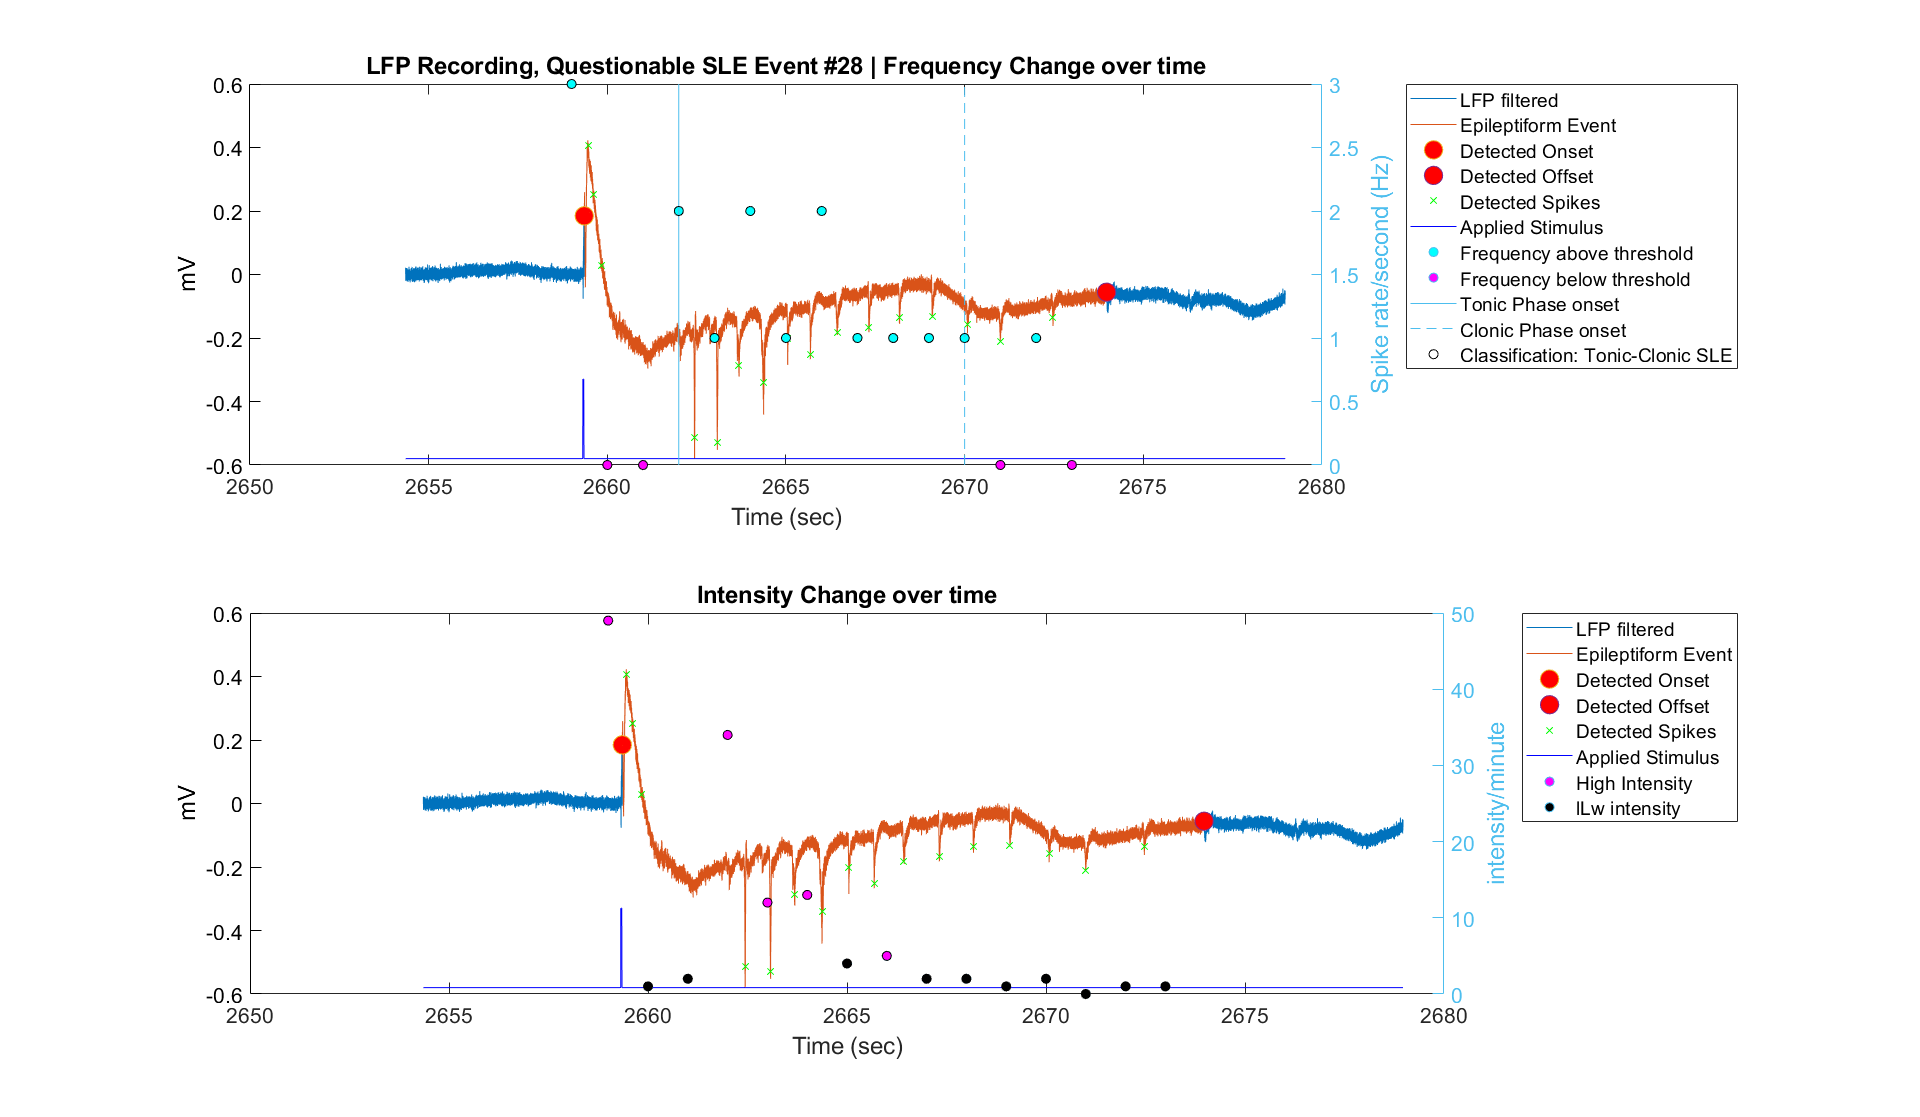 LFP Recording, Questionable SLE Event #28 | Frequency Change over time
0.6
0.4
0.2
0
-0.2
-0.4
-0.6
mV
3
2.5
2
1.5
1
0.5
0
Spike rate/second (Hz)
2650 2655 2660 2665 2670 2675 2680
Time (sec)
LFP filtered
Epileptiform Event
Detected Onset
Detected Offset
Detected Spikes
Applied Stimulus
Frequency above threshold
Frequency below threshold
Tonic Phase onset
Clonic Phase onset
Classification: Tonic-Clonic SLE
Intensity Change over time
0.6
0.4
0.2
0
-0.2
-0.4
-0.6
mV
50
40
30
20
10
0
intensity/minute
2650 2655 2660 2665 2670 2675 2680
Time (sec)
LFP filtered
Epileptiform Event
Detected Onset
Detected Offset
Detected Spikes
Applied Stimulus
High Intensity
lLw intensity